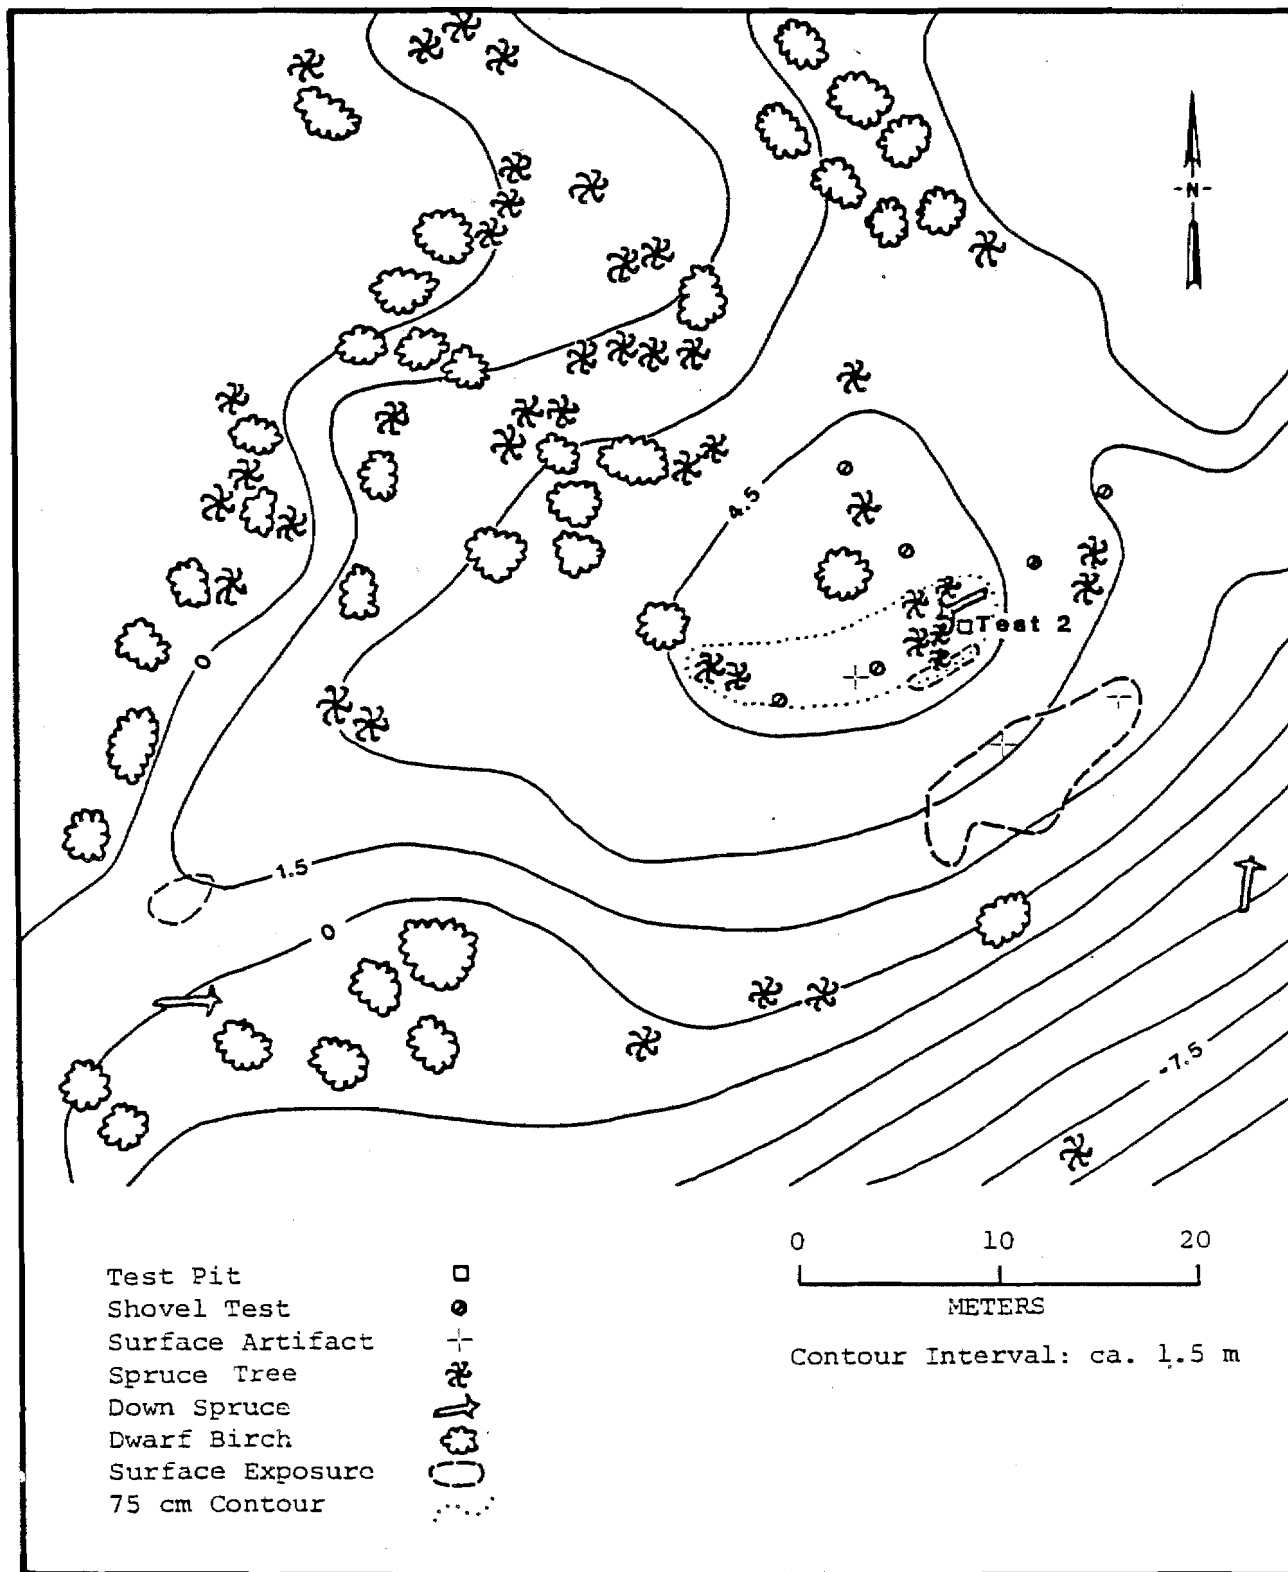 -N-
4.5
Test 2
0
1.5
0
-7.5
0 10 20
METERS
Contour Interval: ca. 1.5 m
Test Pit
Shovel Test
Surface Artifact
Spruce Tree
Down Spruce
Dwarf Birch
Surface Exposure
75 cm Contour